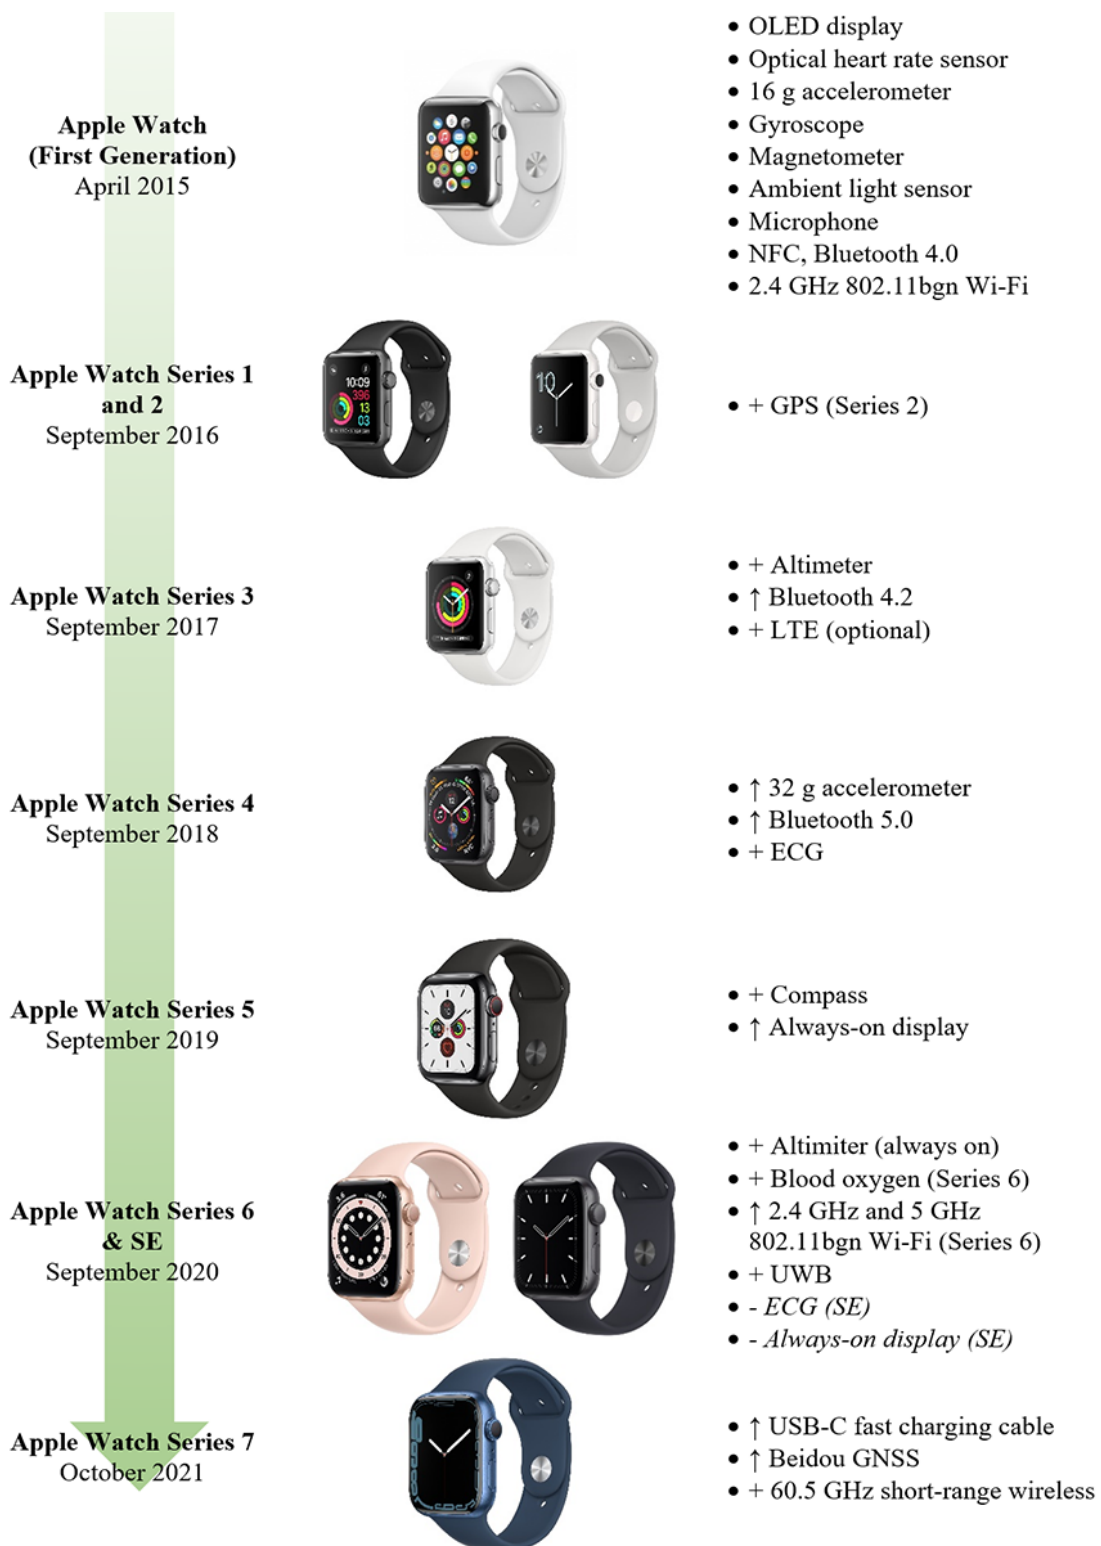 Apple Watch
(First Generation)
April 2015
• OLED display
• Optical heart rate sensor
• 16 g accelerometer
• Gyroscope
• Magnetometer
• Ambient light sensor
• Microphone
• NFC, Bluetooth 4.0
• 2.4 GHz 802.11bgn Wi-Fi
Apple Watch Series 1
and 2
September 2016
10:09
396
13
03
10
• + GPS (Series 2)
Apple Watch Series 3
September 2017
• + Altimeter
• ↑ Bluetooth 4.2
• + LTE (optional)
Apple Watch Series 4
September 2018
• ↑ 32 g accelerometer
• ↑ Bluetooth 5.0
• + ECG
Apple Watch Series 5
September 2019
• + Compass
• ↑ Always-on display
Apple Watch Series 6
& SE
September 2020
• + Altimiter (always on)
• + Blood oxygen (Series 6)
• ↑ 2.4 GHz and 5 GHz
802.11bgn Wi-Fi (Series 6)
• + UWB
• - ECG (SE)
• - Always-on display (SE)
Apple Watch Series 7
October 2021
• ↑ USB-C fast charging cable
• ↑ Beidou GNSS
• + 60.5 GHz short-range wireless